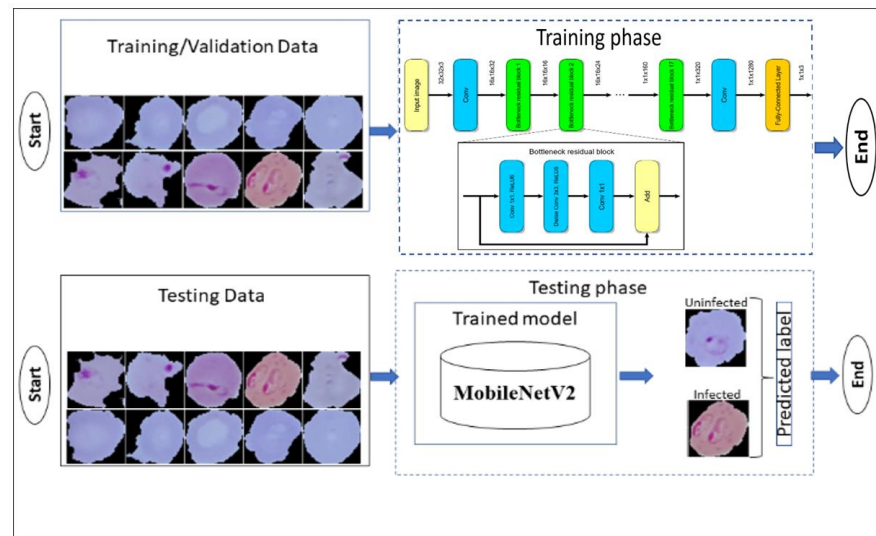 Training/Validation Data
Start
Training phase
Input image
32x32x3
Conv
16x16x32
Bottleneck residual block 1
16x16x16
Bottleneck residual block 2
16x16x24
...
1x1x160
Bottleneck residual block 17
1x1x320
Conv
1x1x1280
Fully-Connected Layer
1x1x3
End
Bottleneck residual block
Conv 1x1, ReLU6
Dwise Conv 3x3, ReLU6
Conv 1x1
Add
Testing Data
Start
Testing phase
Trained model
MobileNetV2
Uninfected
Infected
Predicted label
End